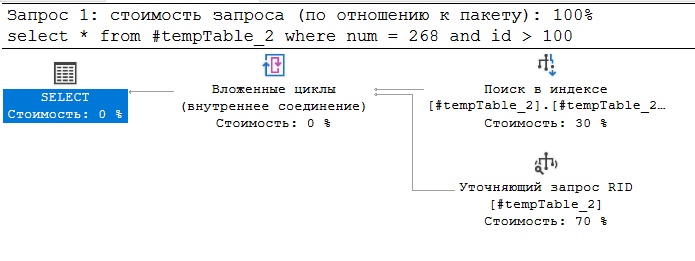 Запрос 1: стоимость запроса (по отношению к пакету): 100%
select * from #tempTable_2 where num = 268 and id > 100
SELECT
Стоимость: 0 %
Вложенные циклы
(внутреннее соединение)
Стоимость: 0 %
Поиск в индексе
[#tempTable_2].[#tempTable_2…
Стоимость: 30 %
Уточняющий запрос RID
[#tempTable_2]
Стоимость: 70 %